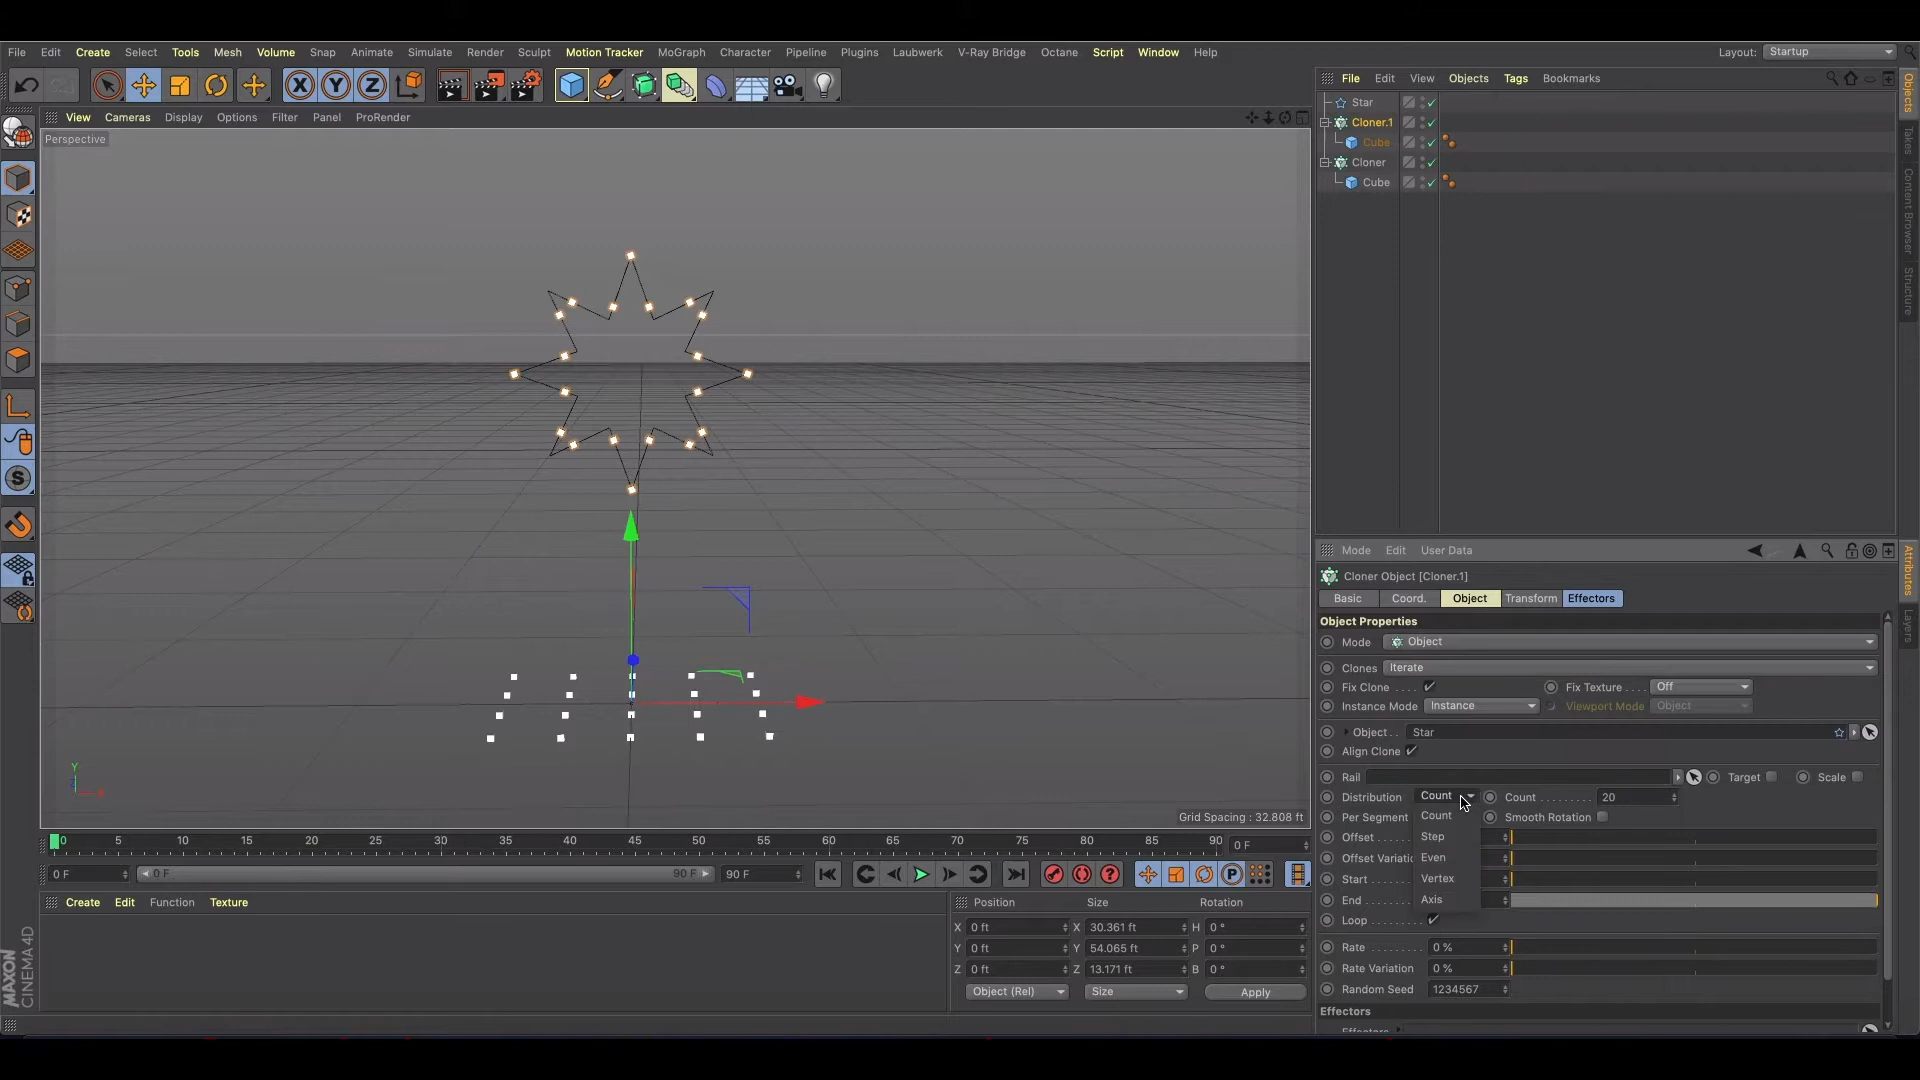 File Edit Create Select Tools Mesh Volume Snap Animate Simulate Render Sculpt Motion Tracker MoGraph Character Pipeline Plugins Laubwerk V-Ray Bridge Octane Script Window Help Layout: Startup
X Y Z
File Edit View Objects Tags Bookmarks
View Cameras Display Options Filter Panel ProRender
Perspective
Star
Cloner.1
Cube
Cloner
Cube
Objects
Takes
Content Browser
Structure
Mode Edit User Data
Cloner Object [Cloner.1]
Basic Coord. Object Transform Effectors
Object Properties
Mode Object
Clones Iterate
Fix Clone . . . . Fix Texture . . . . Off
Instance Mode Instance Viewport Mode Object
Object . . Star
Align Clone
Rail Target Scale
Distribution Count Count . . . . . . . . . 20
Count
Per Segment Smooth Rotation
Step
Offset . . . .
Even
Offset Variatic
Vertex
Start . . . . . .
Axis
End . . . . . . .
Loop . . . . . . . .
Rate . . . . . . . . 0 %
Rate Variation 0 %
Random Seed 1234567
Effectors
Attributes
Layers
Y
Grid Spacing : 32.808 ft
0 5 10 15 20 25 30 35 40 45 50 55 60 65 70 75 80 85 90 0 F
0 F 0 F 90 F 90 F
P
Create Edit Function Texture
Position Size Rotation
X 0 ft X 30.361 ft H 0 °
Y 0 ft Y 54.065 ft P 0 °
Z 0 ft Z 13.171 ft B 0 °
Object (Rel) Size Apply
MAXON
CINEMA4D